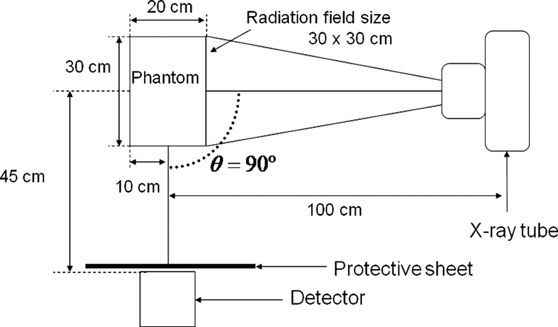 20 cm
Radiation field size
30 x 30 cm
30 cm
Phantom
45 cm
10 cm
θ = 90º
100 cm
X-ray tube
Protective sheet
Detector